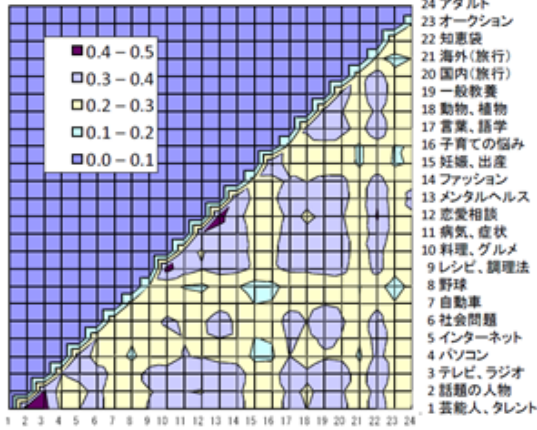 0.4－0.5
0.3－0.4
0.2－0.3
0.1－0.2
0.0－0.1
24 アダルト
23 オークション
22 知恵袋
21 海外(旅行)
20 国内(旅行)
19 一般教養
18 動物、植物
17 言葉、語学
16 子育ての悩み
15 妊娠、出産
14 ファッション
13 メンタルヘルス
12 恋愛相談
11 病気、症状
10 料理、グルメ
9 レシピ、調理法
8 野球
7 自動車
6 社会問題
5 インターネット
4 パソコン
3 テレビ、ラジオ
2 話題の人物
1 芸能人、タレント
1 2 3 4 5 6 7 8 9 10 11 12 13 14 15 16 17 18 19 20 21 22 23 24